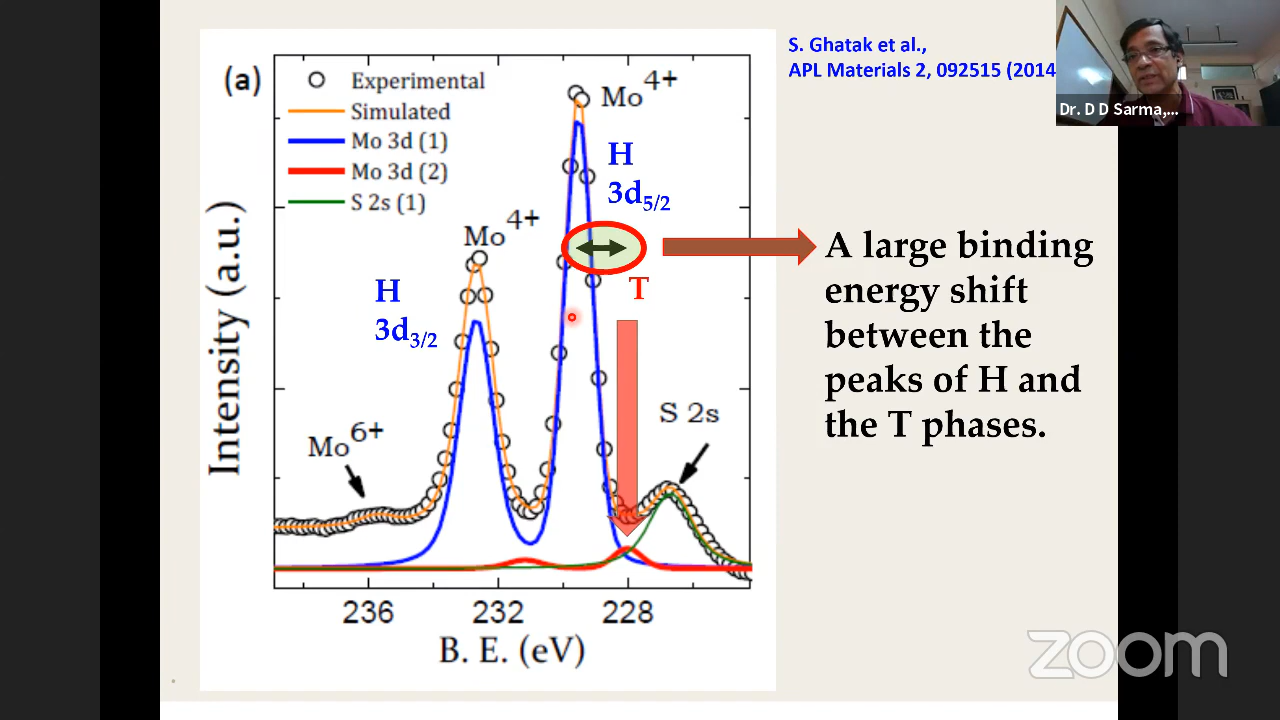 S. Ghatak et al.,
APL Materials 2, 092515 (2014
Dr. D D Sarma,...
(a)
Experimental
Simulated
Mo 3d (1)
Mo 3d (2)
S 2s (1)
Mo4+
H
3d5/2
Mo4+
H
3d3/2
T
Mo6+
S 2s
Intensity (a.u.)
236 232 228
B. E. (eV)
A large binding
energy shift
between the
peaks of H and
the T phases.
zoom